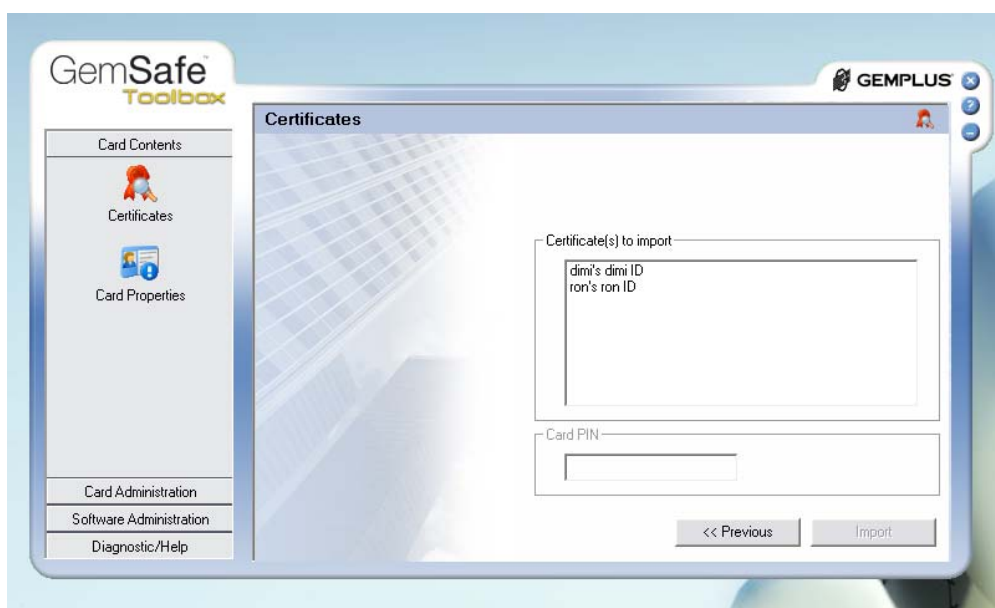 GemSafe™
Toolbox
GEMPLUS
Certificates
Card Contents
Certificates
Card Properties
Card Administration
Software Administration
Diagnostic/Help
Certificate(s) to import
dimi's dimi ID
ron's ron ID
Card PIN
<< Previous
Import